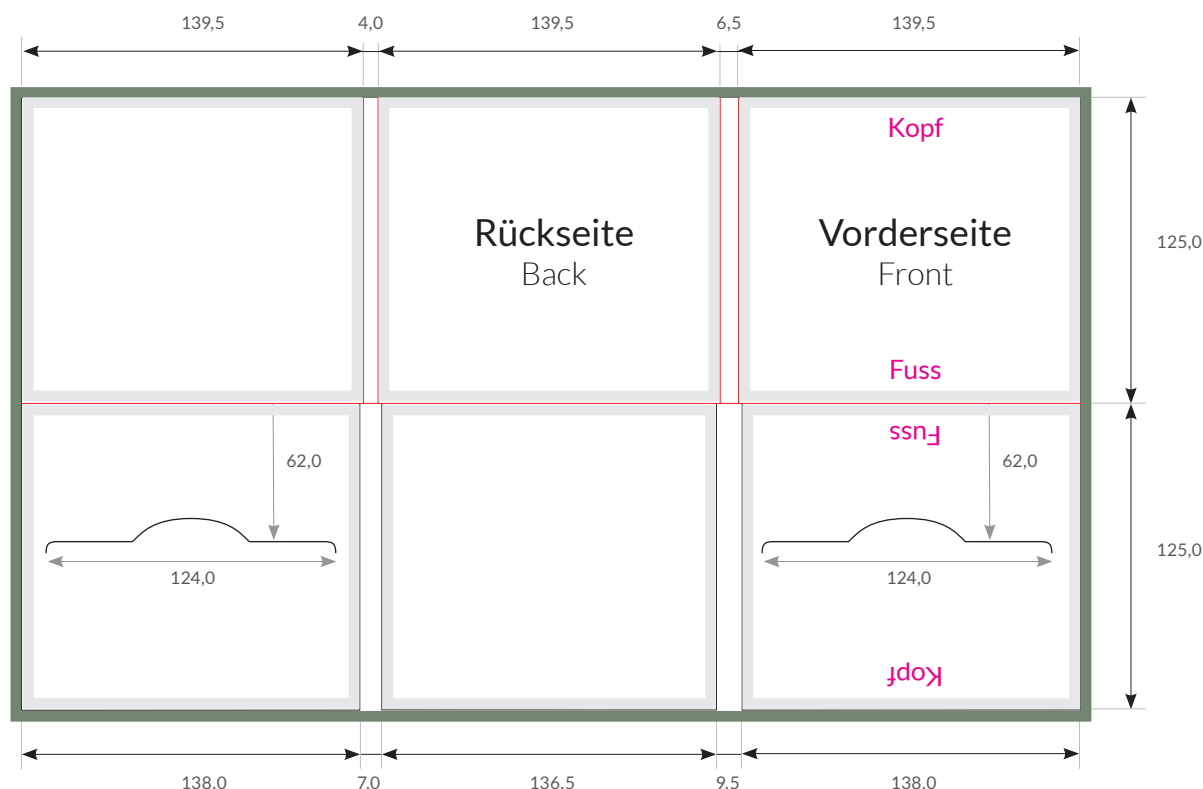 139,5 4,0 139,5 6,5 139,5
Kopf
Rückseite
Back
Vorderseite
Front
125,0
Fuss
Fuss
62,0
62,0
124,0
124,0
125,0
Kopf
138.0 7.0 136.5 9.5 138.0